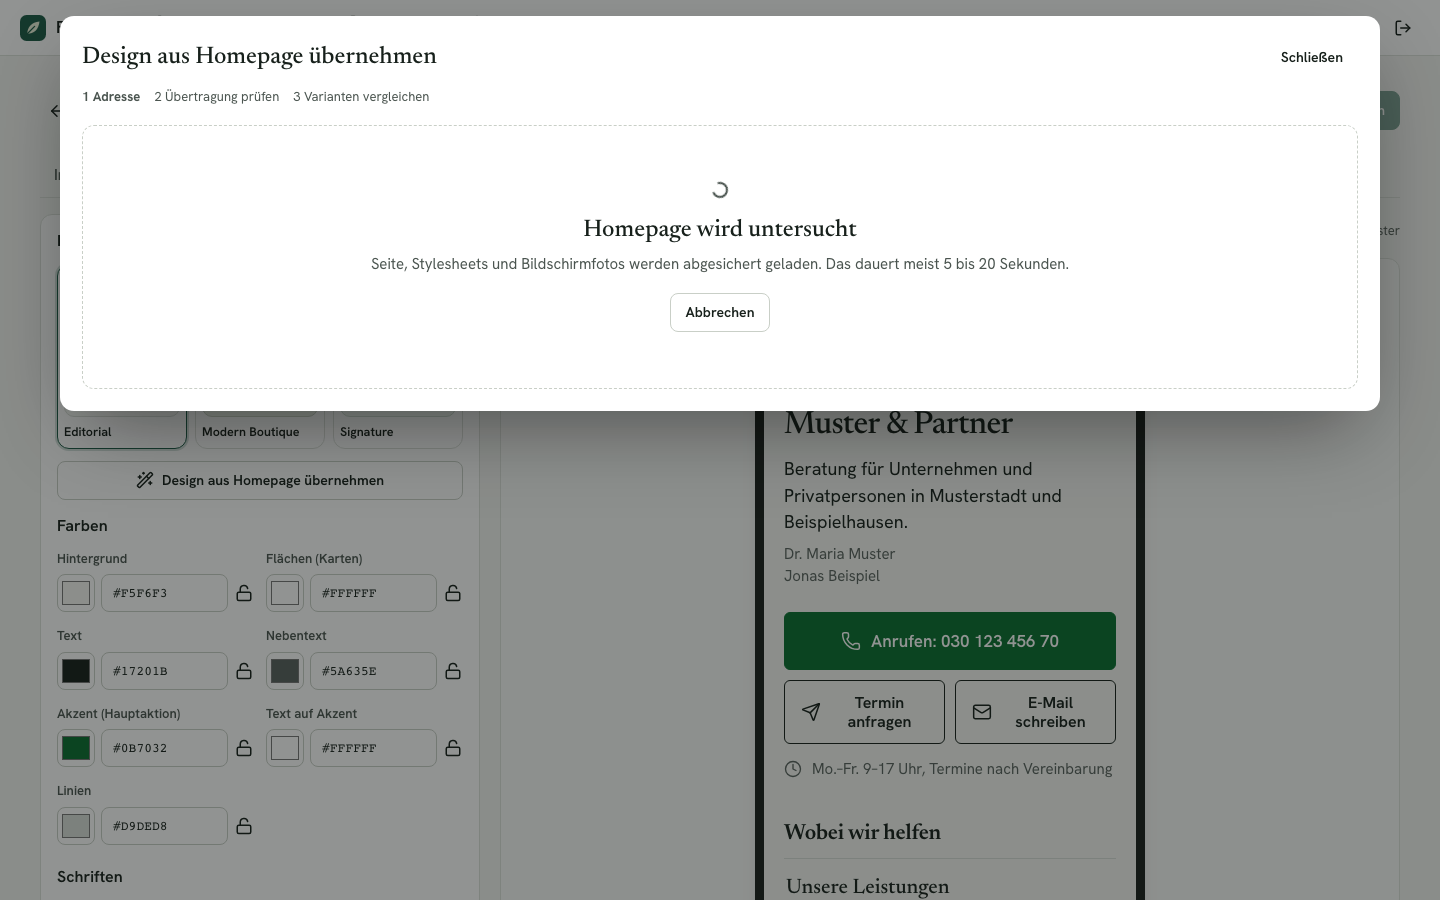 Design aus Homepage übernehmen
Schließen
1 Adresse 2 Übertragung prüfen 3 Varianten vergleichen
Homepage wird untersucht
Seite, Stylesheets und Bildschirmfotos werden abgesichert geladen. Das dauert meist 5 bis 20 Sekunden.
Abbrechen
Editorial
Modern Boutique
Signature
Design aus Homepage übernehmen
Farben
Hintergrund
Flächen (Karten)
#F5F6F3
#FFFFFF
Text
Nebentext
#17201B
#5A635E
Akzent (Hauptaktion)
Text auf Akzent
#0B7032
#FFFFFF
Linien
#D9DED8
Schriften
Muster & Partner
Beratung für Unternehmen und
Privatpersonen in Musterstadt und
Beispielhausen.
Dr. Maria Muster
Jonas Beispiel
Anrufen: 030 123 456 70
Termin
anfragen
E-Mail
schreiben
Mo.–Fr. 9–17 Uhr, Termine nach Vereinbarung
Wobei wir helfen
Unsere Leistungen